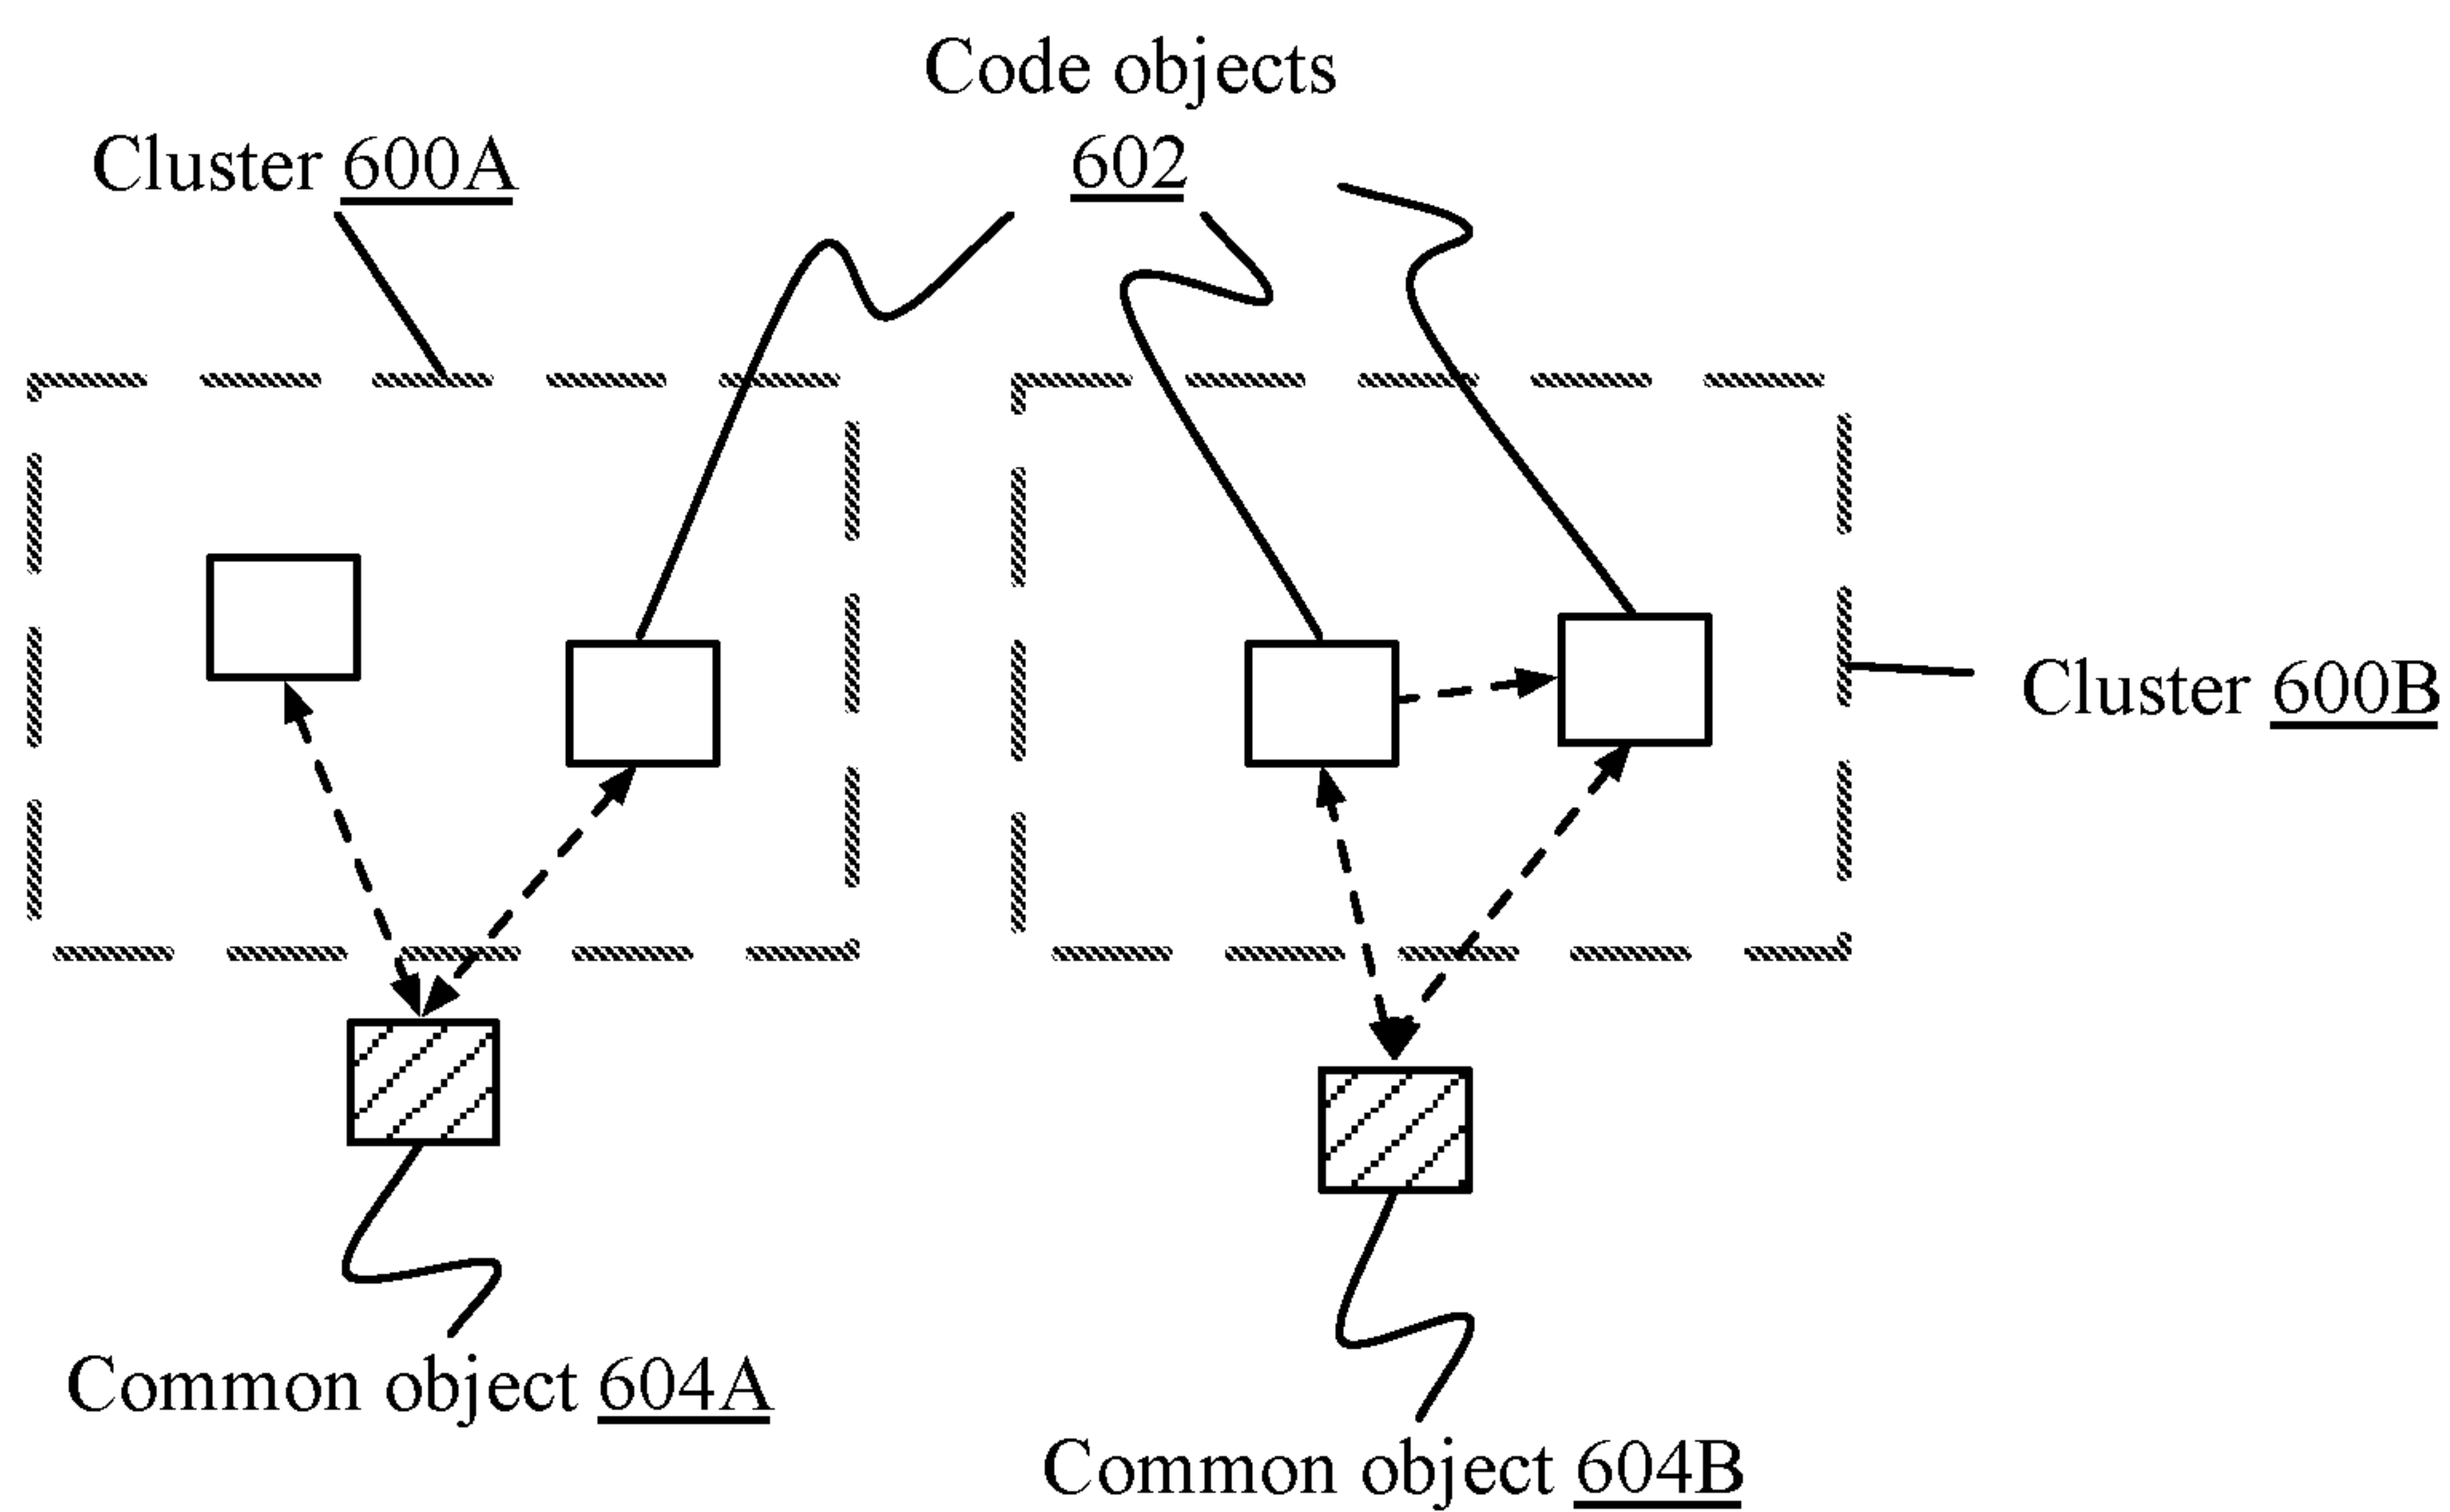 Code objects
602
Cluster 600A
Cluster 600B
Common object 604A
Common object 604B